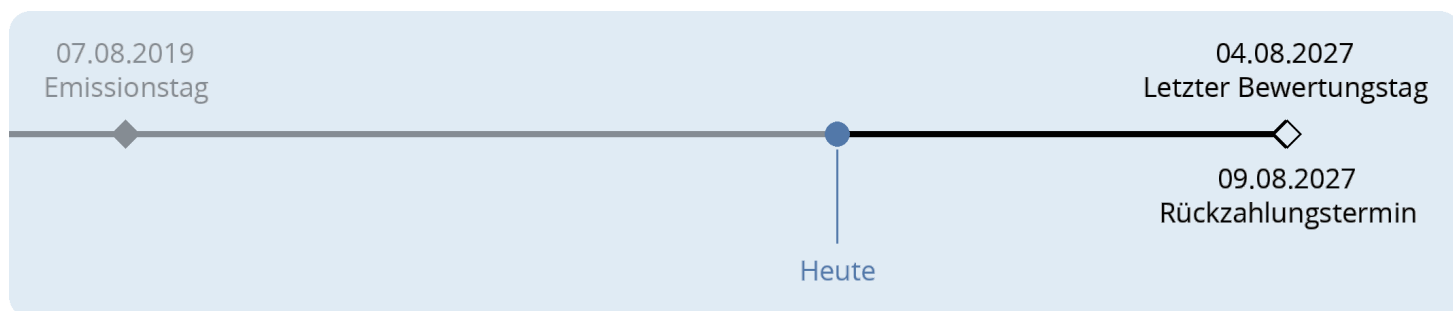 07.08.2019
Emissionstag
04.08.2027
Letzter Bewertungstag
09.08.2027
Rückzahlungstermin
Heute